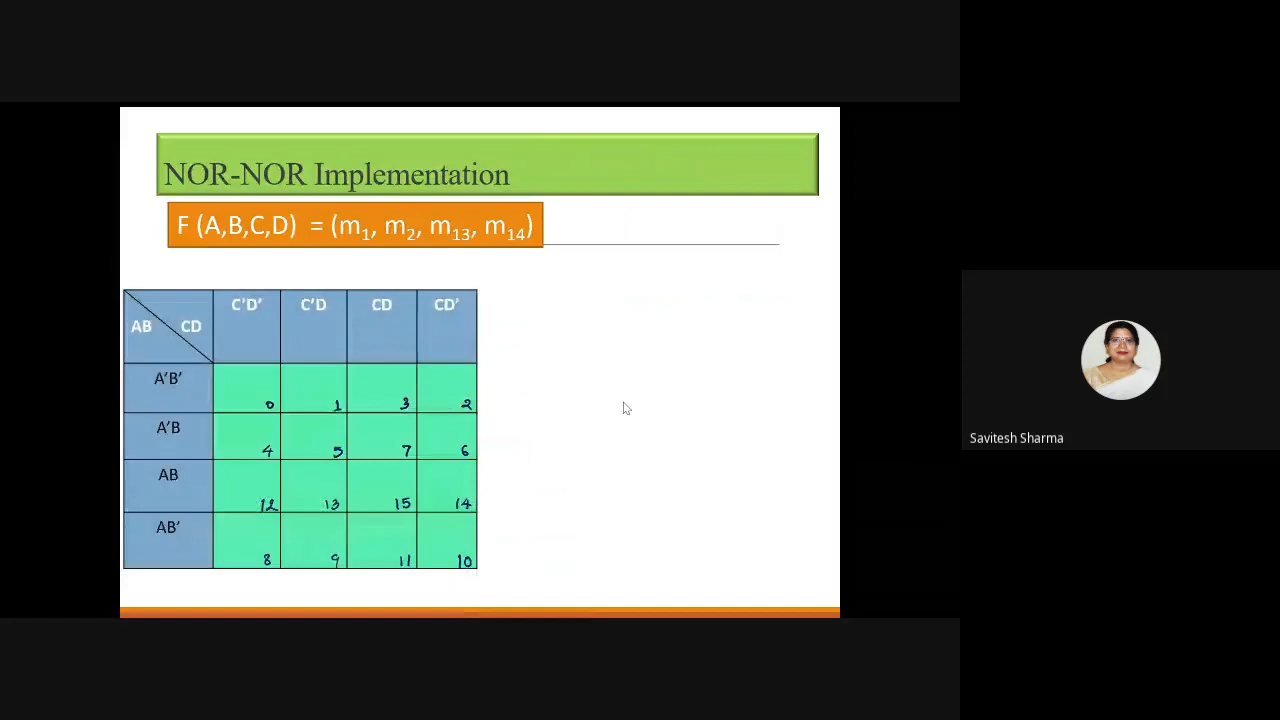 NOR-NOR Implementation
F (A,B,C,D) = (m₁, m₂, m₁₃, m₁₄)
AB CD C'D' C'D CD CD'
A'B' 0 1 3 2
A'B 4 5 7 6
AB 12 13 15 14
AB' 8 9 11 10
Savitesh Sharma